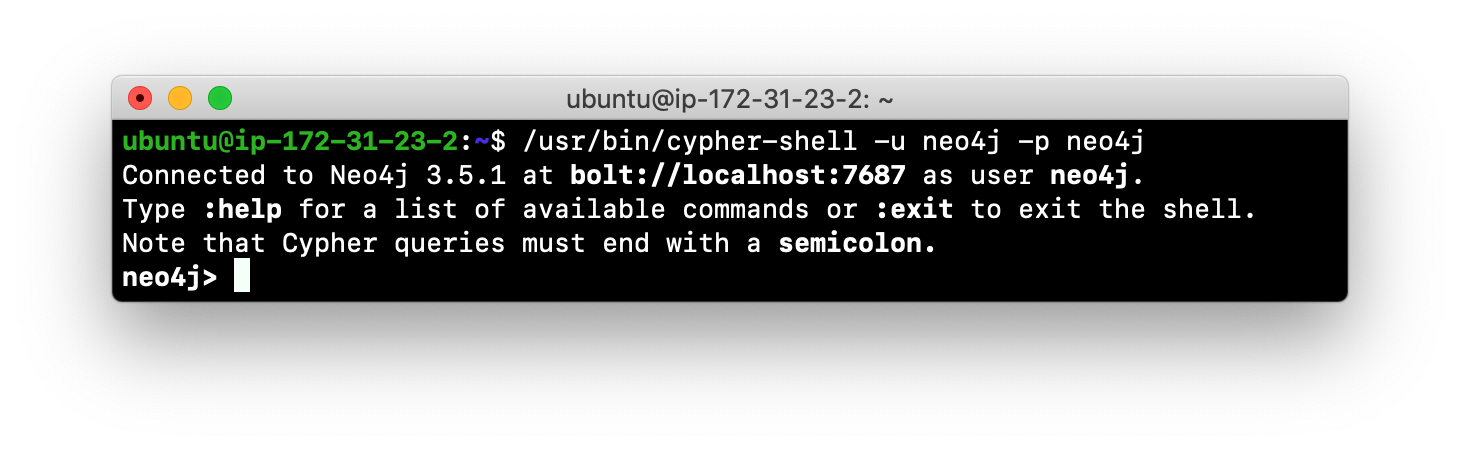 ubuntu@ip-172-31-23-2: ~
ubuntu@ip-172-31-23-2:~$ /usr/bin/cypher-shell -u neo4j -p neo4j
Connected to Neo4j 3.5.1 at bolt://localhost:7687 as user neo4j.
Type :help for a list of available commands or :exit to exit the shell.
Note that Cypher queries must end with a semicolon.
neo4j>